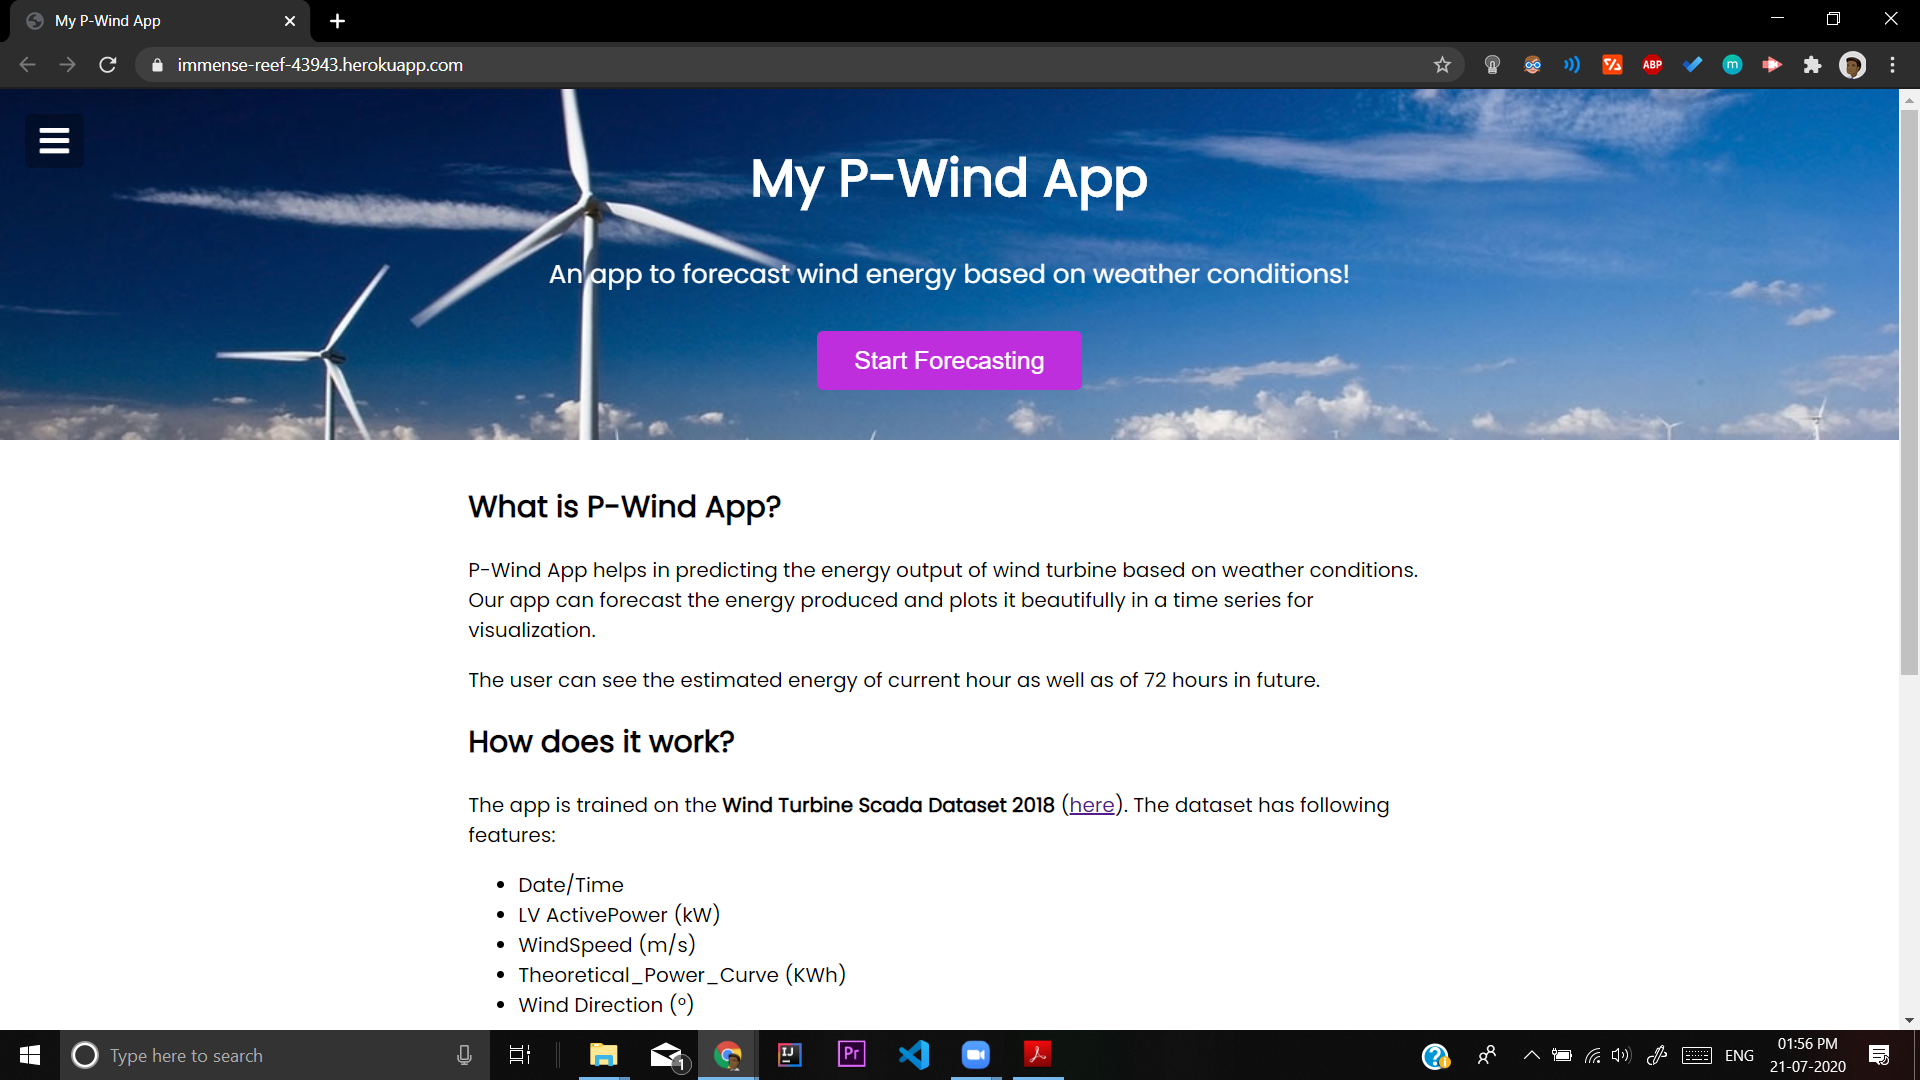 My P-Wind App
immense-reef-43943.herokuapp.com
ABP
m
My P-Wind App
An app to forecast wind energy based on weather conditions!
Start Forecasting
What is P-Wind App?
P-Wind App helps in predicting the energy output of wind turbine based on weather conditions.
Our app can forecast the energy produced and plots it beautifully in a time series for
visualization.
The user can see the estimated energy of current hour as well as of 72 hours in future.
How does it work?
The app is trained on the Wind Turbine Scada Dataset 2018 (here). The dataset has following
features:
• Date/Time
• LV ActivePower (kW)
• WindSpeed (m/s)
• Theoretical_Power_Curve (KWh)
• Wind Direction (°)
Type here to search
1
IJ
Pr
ENG
01:56 PM
21-07-2020